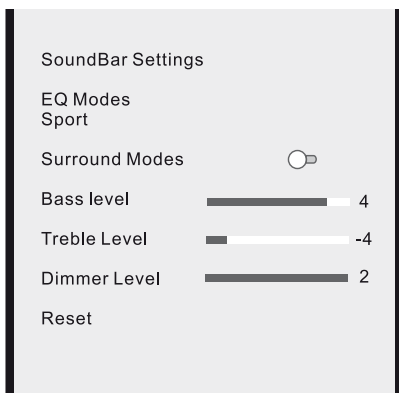 SoundBar Settings
EQ Modes
Sport
Surround Modes
Bass level 4
Treble Level -4
Dimmer Level 2
Reset